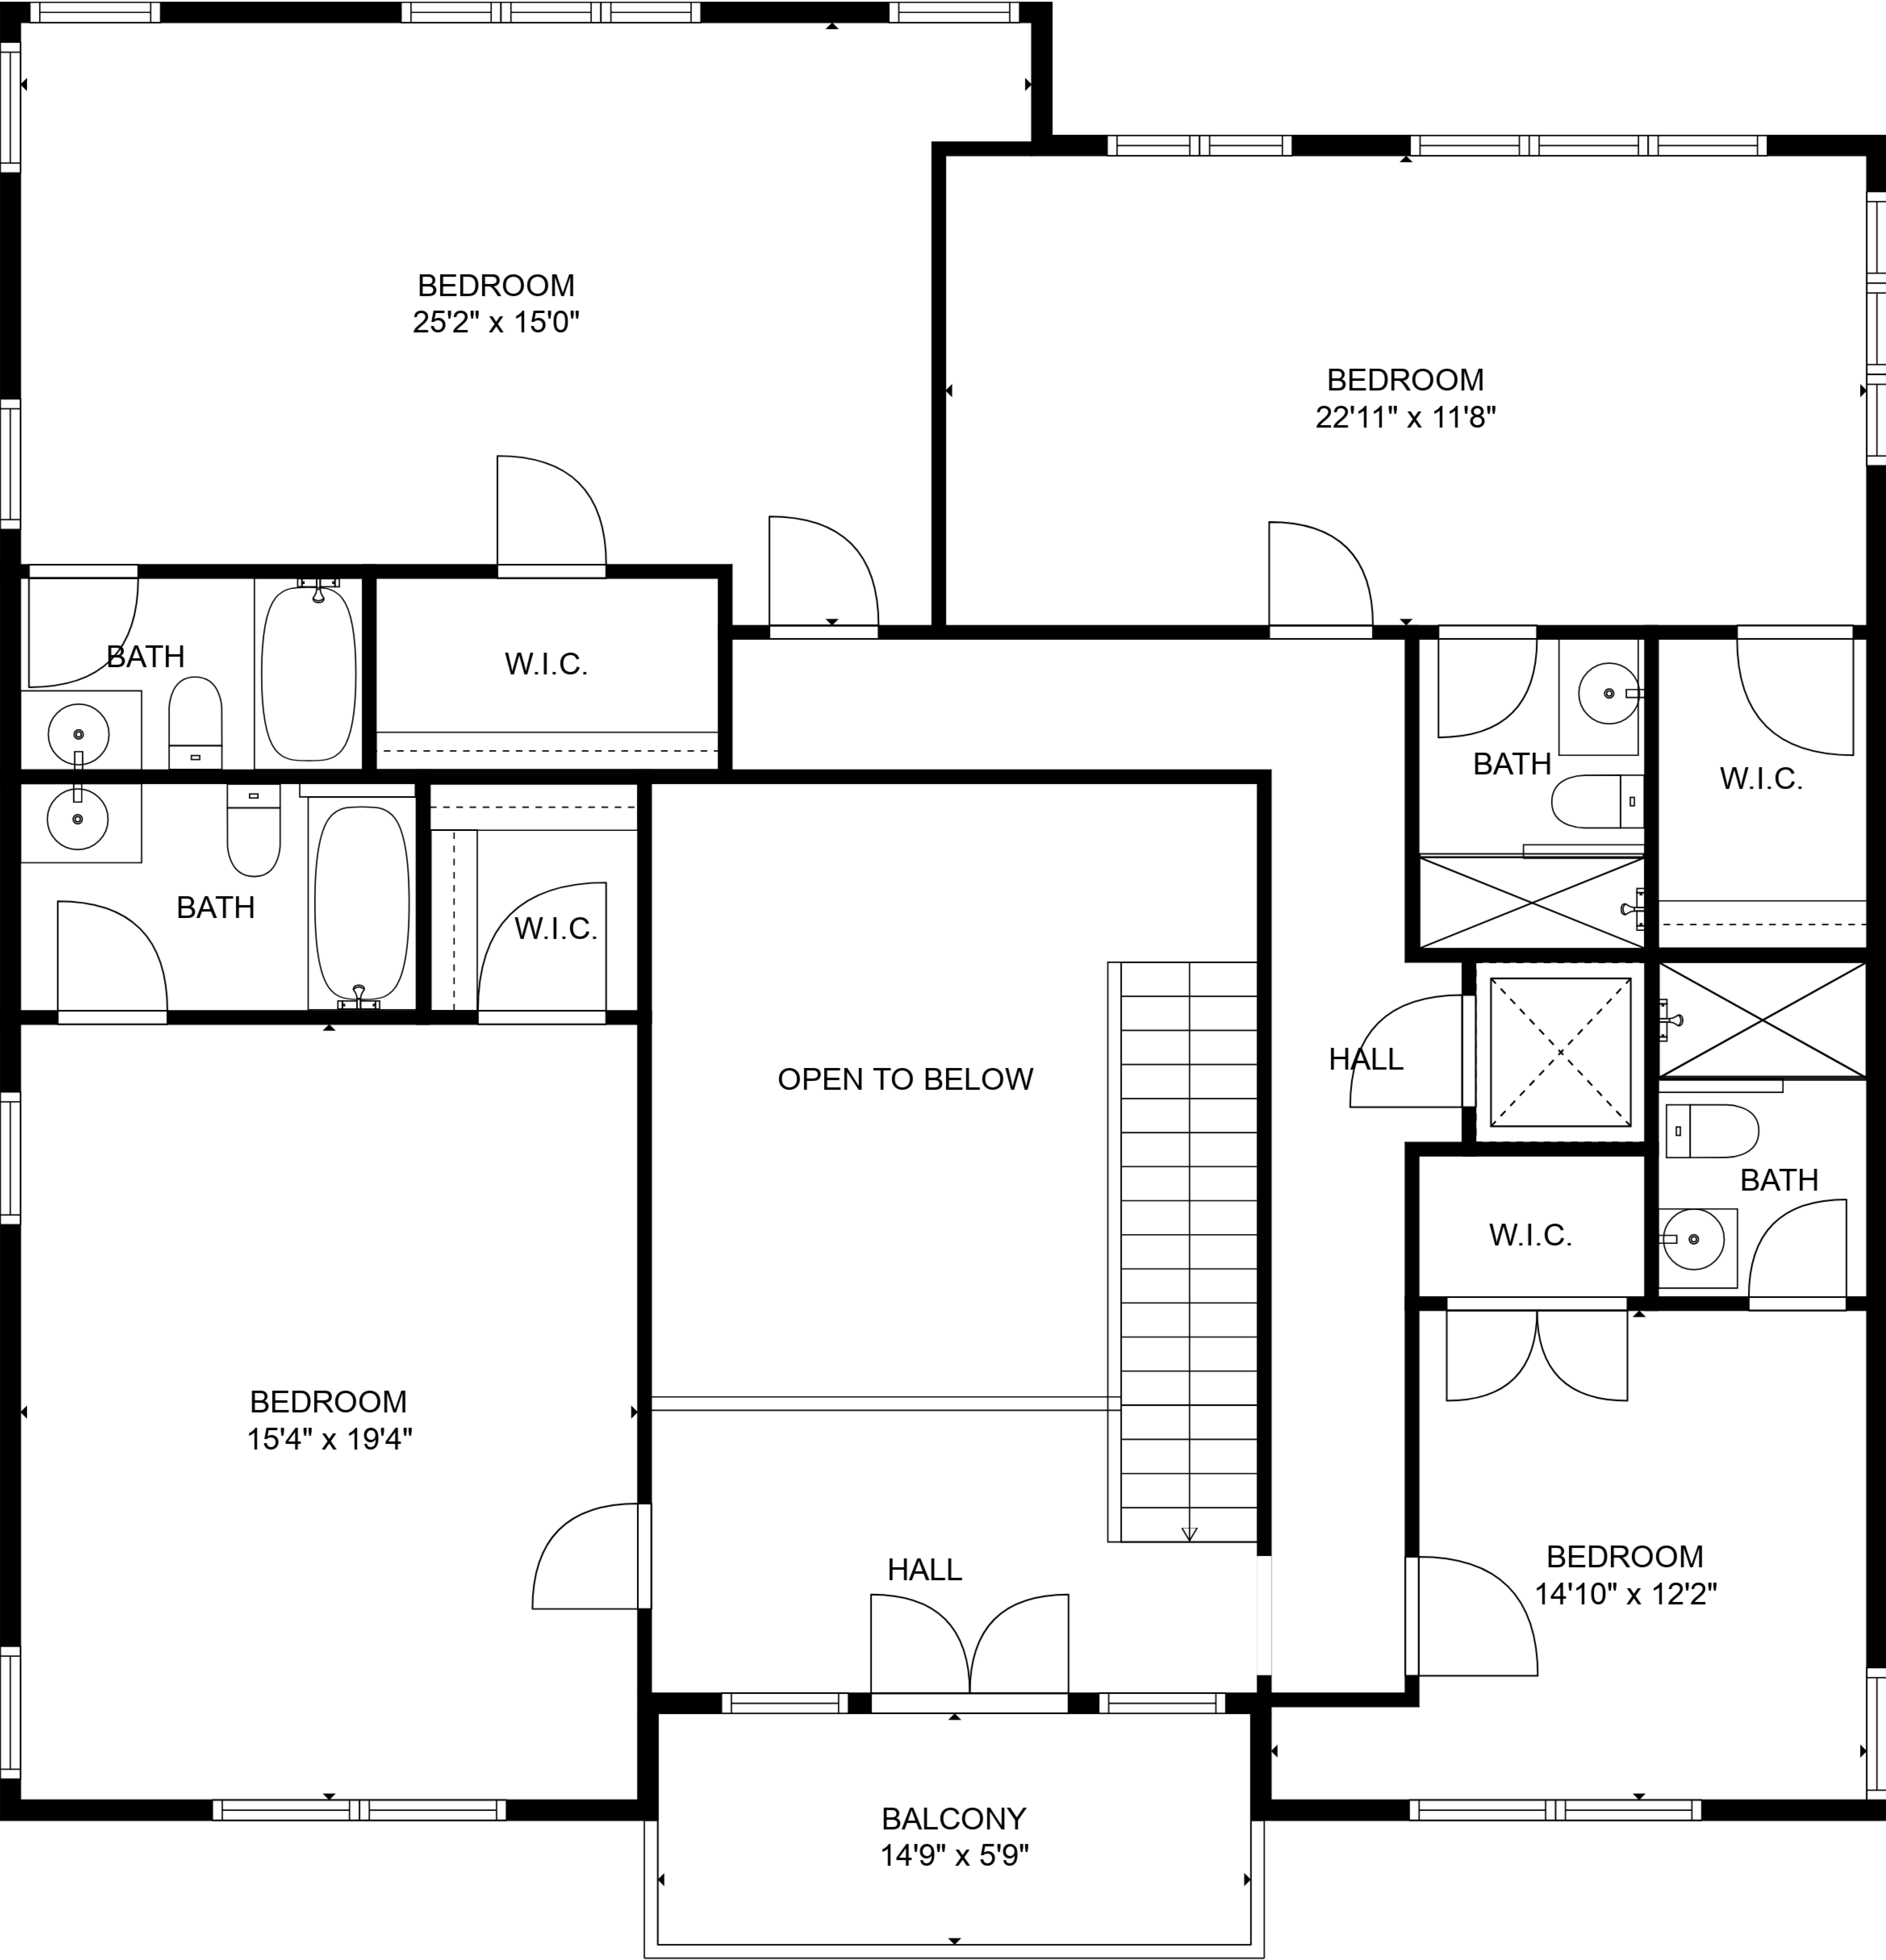 BEDROOM
25'2" x 15'0"
BEDROOM
22'11" x 11'8"
BATH
W.I.C.
BATH
W.I.C.
BATH
W.I.C.
OPEN TO BELOW
HALL
BATH
W.I.C.
BEDROOM
15'4" x 19'4"
HALL
BEDROOM
14'10" x 12'2"
BALCONY
14'9" x 5'9"